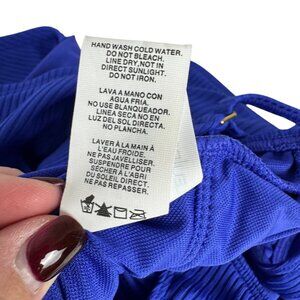 HAND WASH COLD WATER.
DO NOT BLEACH.
LINE DRY, NOT IN
DIRECT SUNLIGHT.
DO NOT IRON.
LAVA A MANO CON
AGUA FRIA.
NO USE BLANQUEADOR.
LINEA SECA NO EN
LUZ DEL SOL DIRECTA.
NO PLANCHA.
LAVER À LA MAIN À
L'EAU FROIDE.
NE PAS JAVELLISER.
SUSPENDRE POUR
SÉCHER À L'ABRI
DU SOLEIL DIRECT.
NE PAS REPASSER.